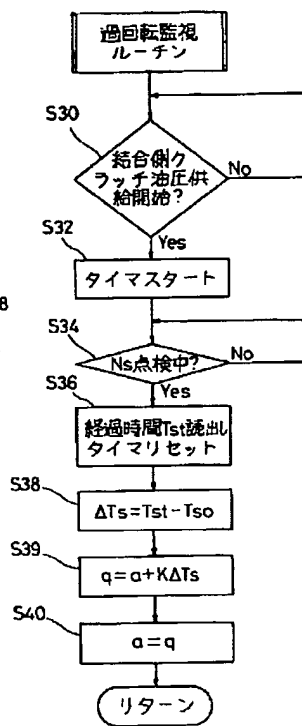 過回転監視
ルーチン
S30
結合側ク
ラッチ油圧供
給開始?
No
Yes
S32
タイマスタート
8
S34
Ns点検中?
No
Yes
S36
経過時間Tst読出し
タイマリセット
S38
ΔTs=Tst-Tso
S39
q=a+KΔTs
S40
a=q
リターン